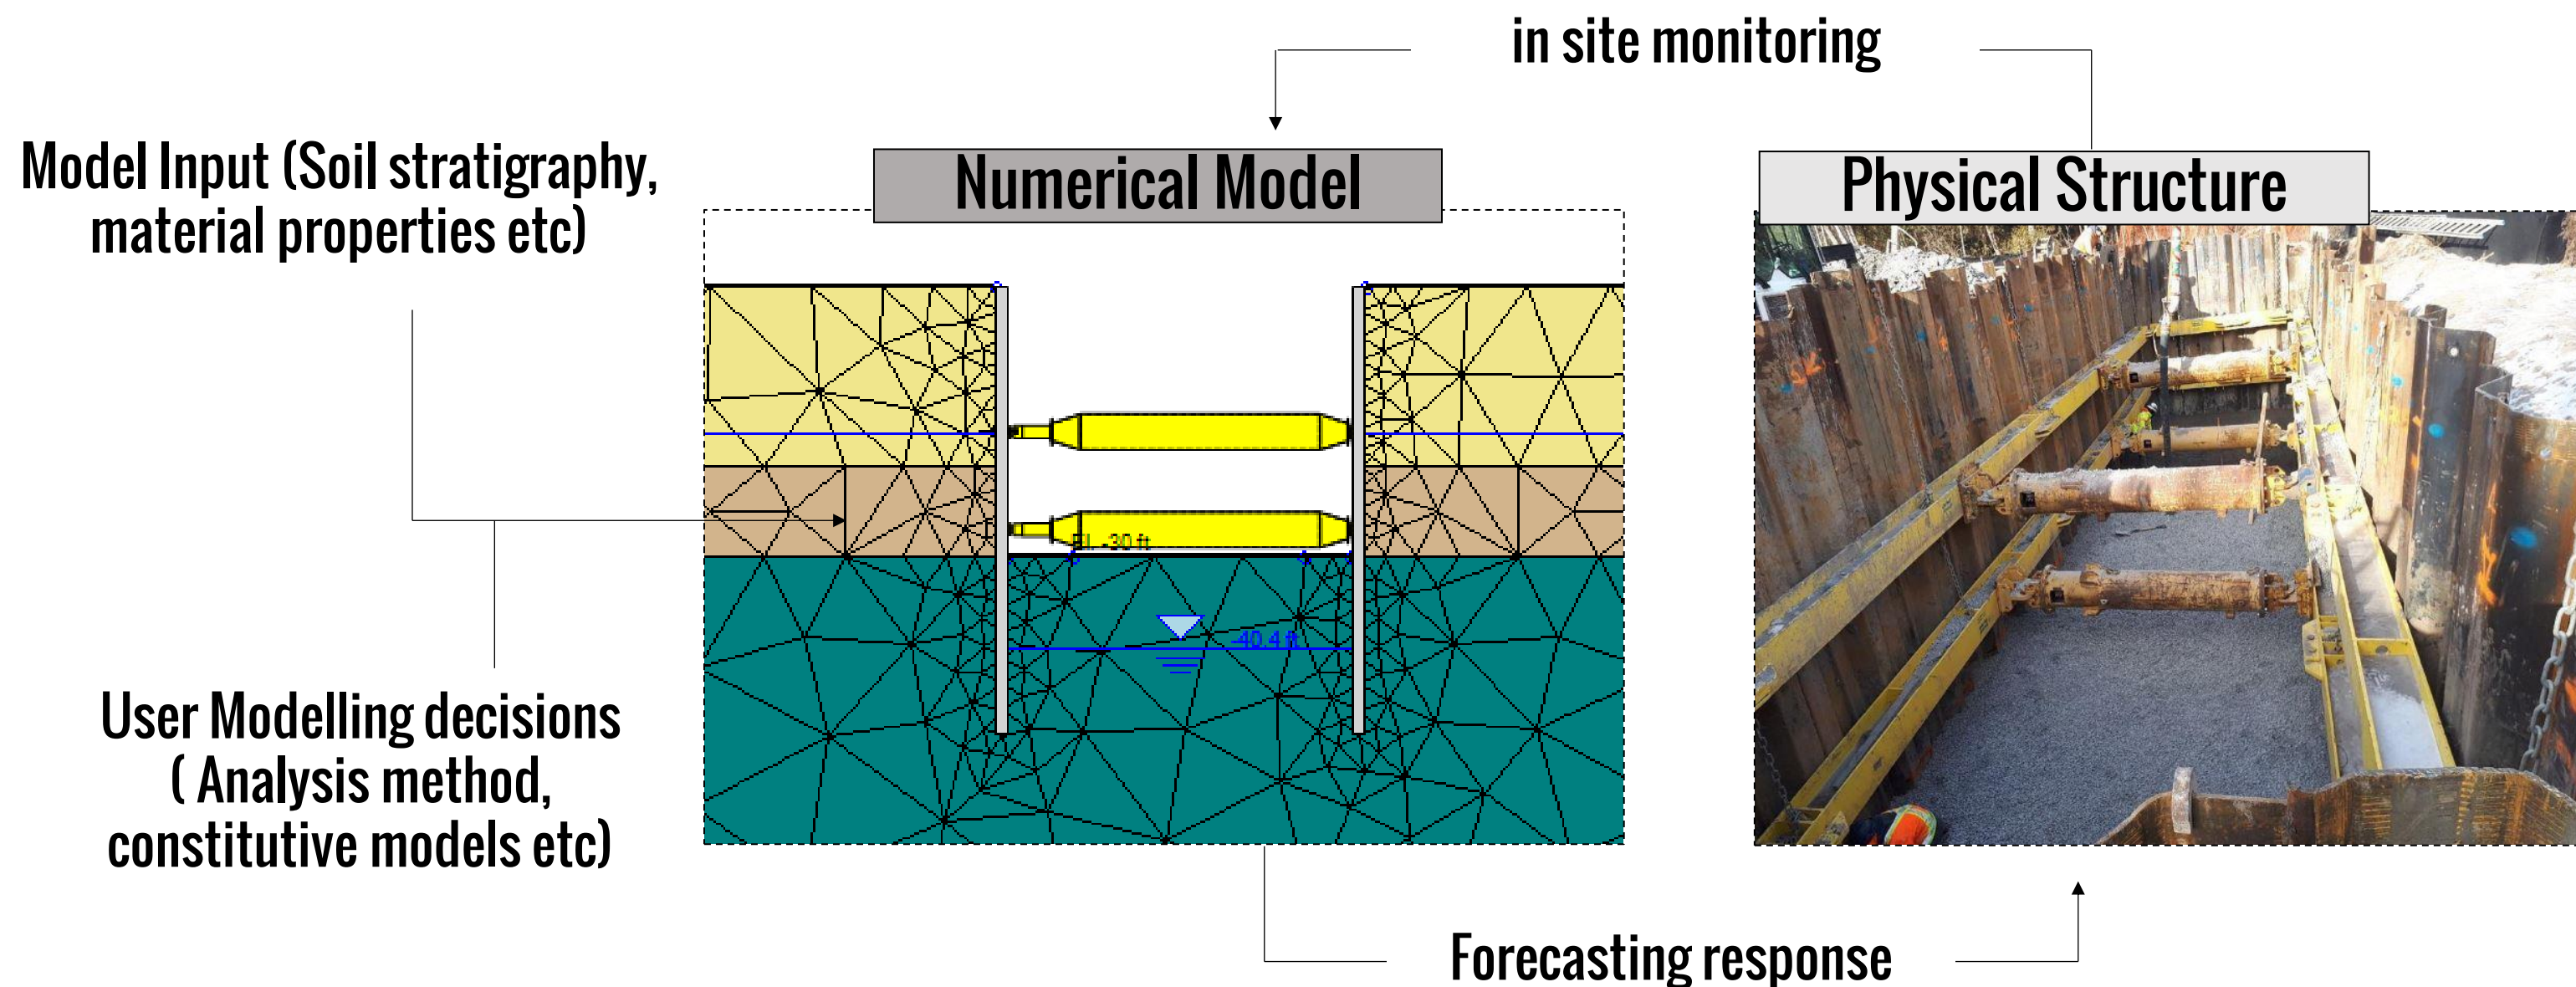 in site monitoring
Model Input (Soil stratigraphy,
material properties etc)
Numerical Model
Physical Structure
El. -30 ft
-40.4 ft
User Modelling decisions
( Analysis method,
constitutive models etc)
Forecasting response